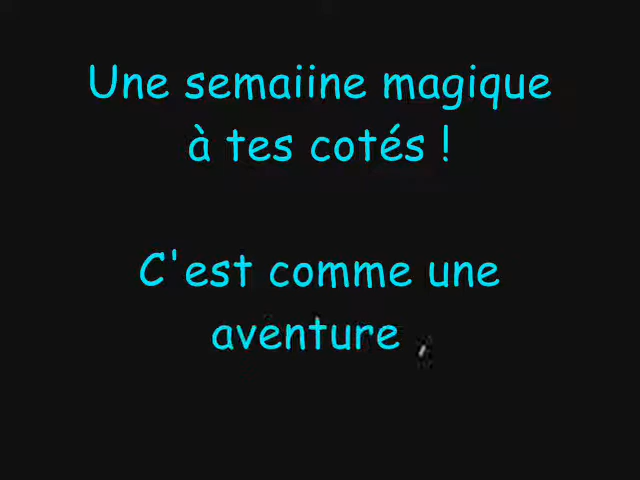 Une semaiine magique
à tes cotés !
C'est comme une
aventure ,